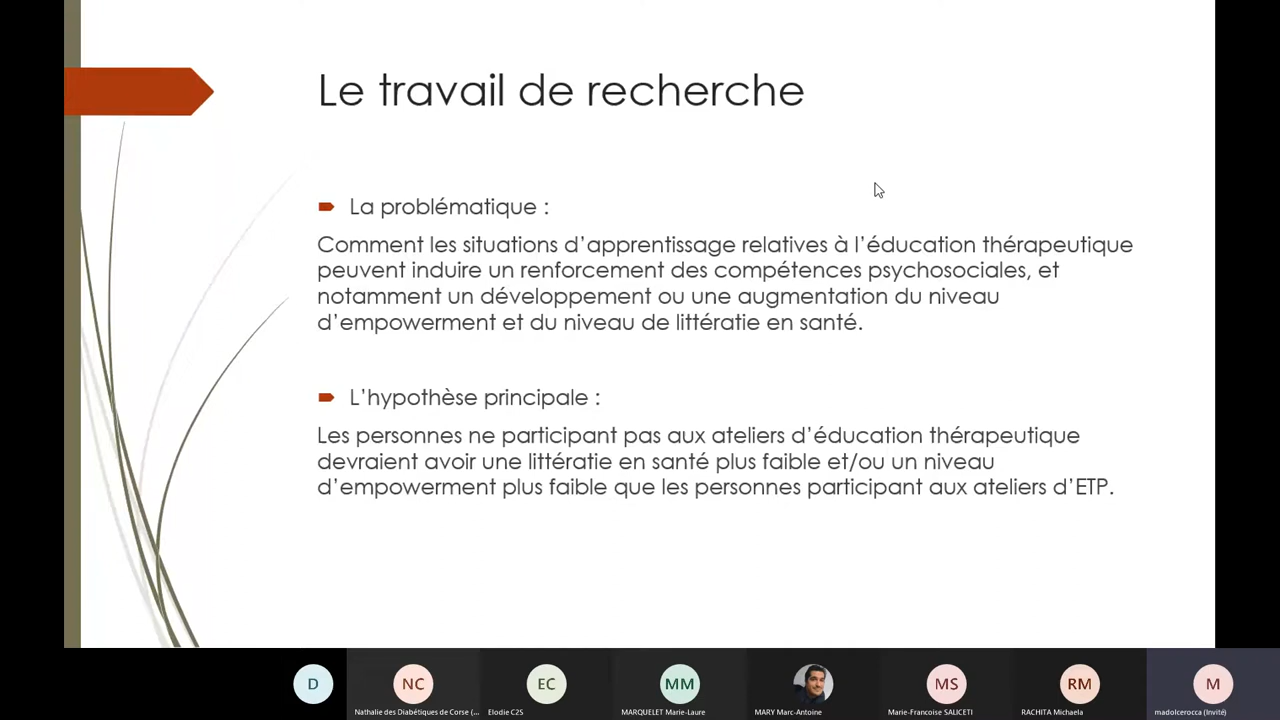 Le travail de recherche
La problématique :
Comment les situations d’apprentissage relatives à l’éducation thérapeutique
peuvent induire un renforcement des compétences psychosociales, et
notamment un développement ou une augmentation du niveau
d’empowerment et du niveau de littératie en santé.
L’hypothèse principale :
Les personnes ne participant pas aux ateliers d’éducation thérapeutique
devraient avoir une littératie en santé plus faible et/ou un niveau
d’empowerment plus faible que les personnes participant aux ateliers d’ETP.
D
NC
EC
MM
MS
RM
M
Nathalie des Diabétiques de Corse (...
Elodie C2S
MARQUELET Marie-Laure
MARY Marc-Antoine
Marie-Francoise SALICETI
RACHITA Michaela
madolcerocca (Invité)